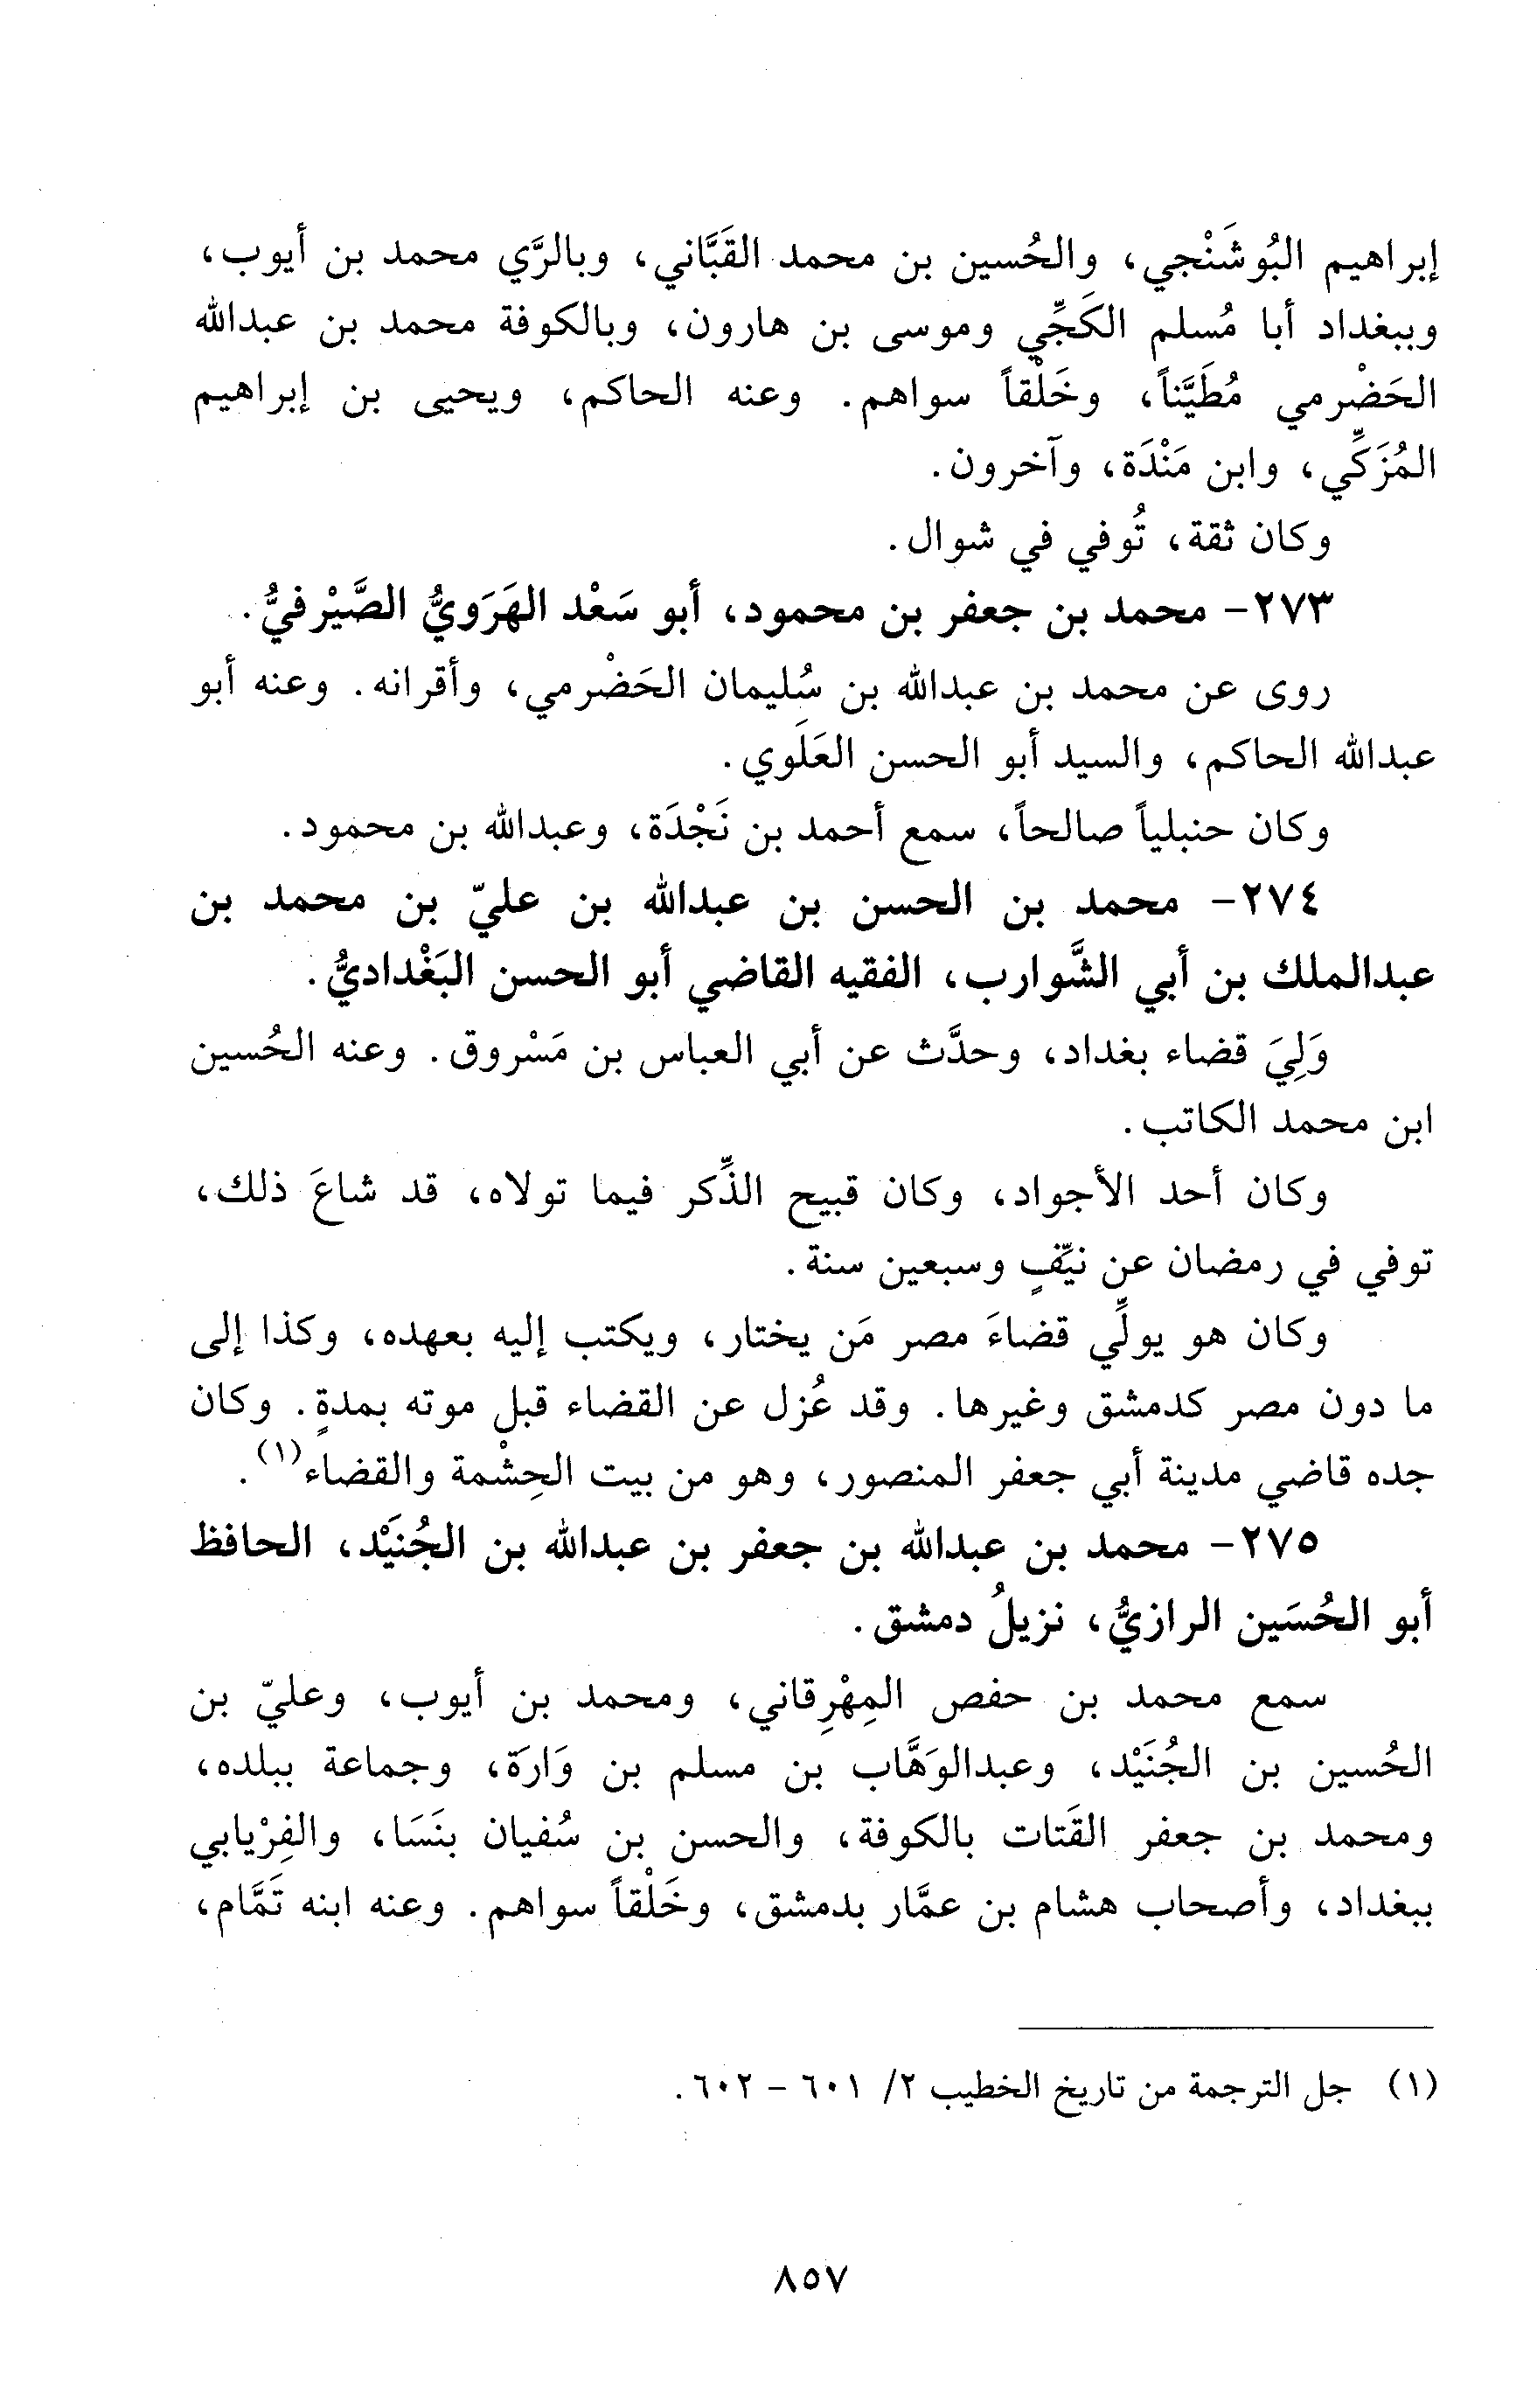 إبراهيم البُوشَنْجي، والحُسين بن محمد القَبَّاني، وبالرَّي محمد بن أيوب،
وببغداد أبا مُسلم الكَجِّي وموسى بن هارون، وبالكوفة محمد بن عبدالله
الحَضْرمي مُطَيَّناً، وخَلْقاً سواهم. وعنه الحاكم، ويحيى بن إبراهيم
المُزَكِّي، وابن مَنْدَة، وآخرون.
وكان ثقة، تُوفي في شوال.
٢٧٣- محمد بن جعفر بن محمود، أبو سَعْد الهَرَويُّ الصَّيْرفيُّ.
روى عن محمد بن عبدالله بن سُليمان الحَضْرمي، وأقرانه. وعنه أبو
عبدالله الحاكم، والسيد أبو الحسن العَلَوي.
وكان حنبلياً صالحاً، سمع أحمد بن نَجْدَة، وعبدالله بن محمود.
٢٧٤- محمد بن الحسن بن عبدالله بن عليّ بن محمد بن
عبدالملك بن أبي الشَّوارب، الفقيه القاضي أبو الحسن البَغْداديُّ.
وَلِيَ قضاء بغداد، وحدَّث عن أبي العباس بن مَسْروق. وعنه الحُسين
ابن محمد الكاتب.
وكان أحد الأجواد، وكان قبيح الذِّكر فيما تولاه، قد شاعَ ذلك،
توفي في رمضان عن نيِّفٍ وسبعين سنة.
وكان هو يولِّي قضاءَ مصر مَن يختار، ويكتب إليه بعهده، وكذا إلى
ما دون مصر كدمشق وغيرها. وقد عُزل عن القضاء قبل موته بمدةٍ. وكان
جده قاضي مدينة أبي جعفر المنصور، وهو من بيت الحِشْمة والقضاء(١).
٢٧٥- محمد بن عبدالله بن جعفر بن عبدالله بن الجُنَيْد، الحافظ
أبو الحُسَين الرازيُّ، نزيلُ دمشق.
سمع محمد بن حفص المِهْرِقاني، ومحمد بن أيوب، وعليّ بن
الحُسين بن الجُنَيْد، وعبدالوَهَّاب بن مسلم بن وَارَة، وجماعة ببلده،
ومحمد بن جعفر القَتات بالكوفة، والحسن بن سُفيان بنَسَا، والفِرْيابي
ببغداد، وأصحاب هشام بن عمَّار بدمشق، وخَلْقاً سواهم. وعنه ابنه تَمَّام،
(١) جل الترجمة من تاريخ الخطيب ٢/ ٦٠١ - ٦٠٢.
٨٥٧